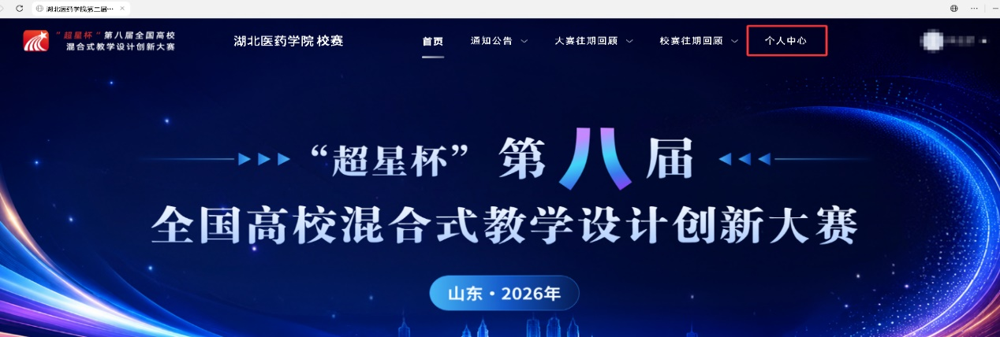 湖北医药学院第二届···
“超星杯”第八届全国高校
混合式教学设计创新大赛
湖北医药学院 校赛
首页
通知公告
大赛往期回顾
校赛往期回顾
个人中心
“超星杯”第八届
全国高校混合式教学设计创新大赛
山东·2026年